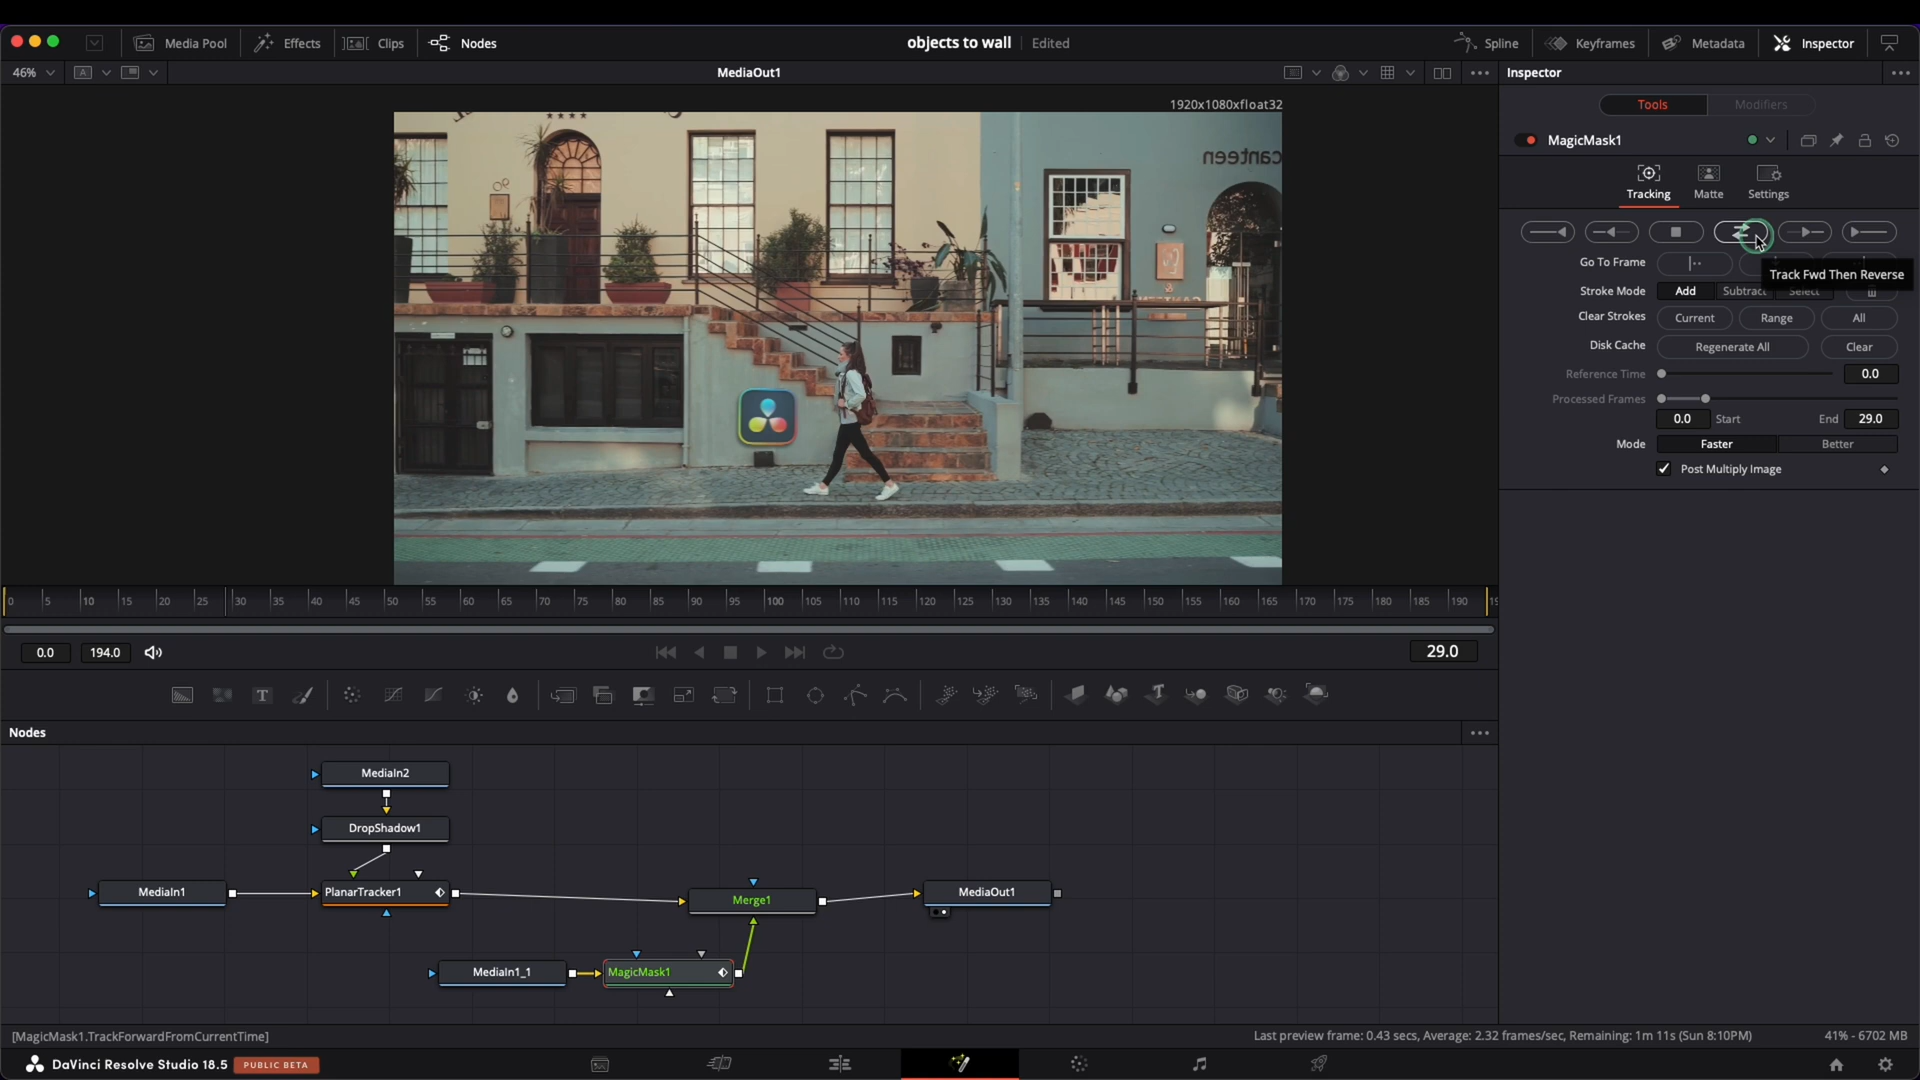 Media Pool
Effects
Clips
Nodes
objects to wall
Edited
Spline
Keyframes
Metadata
Inspector
46%
A
MediaOut1
Inspector
1920x1080xfloat32
Tools
Modifiers
MagicMask1
Tracking
Matte
Settings
Go To Frame
Track Fwd Then Reverse
Stroke Mode
Add
Subtract
Select
Clear Strokes
Current
Range
All
Disk Cache
Regenerate All
Clear
Reference Time
0.0
Processed Frames
0.0
Start
End
29.0
Mode
Faster
Better
Post Multiply Image
canteen
CANTEEN
0 5 10 15 20 25 30 35 40 45 50 55 60 65 70 75 80 85 90 95 100 105 110 115 120 125 130 135 140 145 150 155 160 165 170 175 180 185 190
0.0
194.0
29.0
T
Nodes
MediaIn2
DropShadow1
MediaIn1
PlanarTracker1
Merge1
MediaOut1
MediaIn1_1
MagicMask1
[MagicMask1.TrackForwardFromCurrentTime]
Last preview frame: 0.43 secs, Average: 2.32 frames/sec, Remaining: 1m 11s (Sun 8:10PM)
41% - 6702 MB
DaVinci Resolve Studio 18.5
PUBLIC BETA